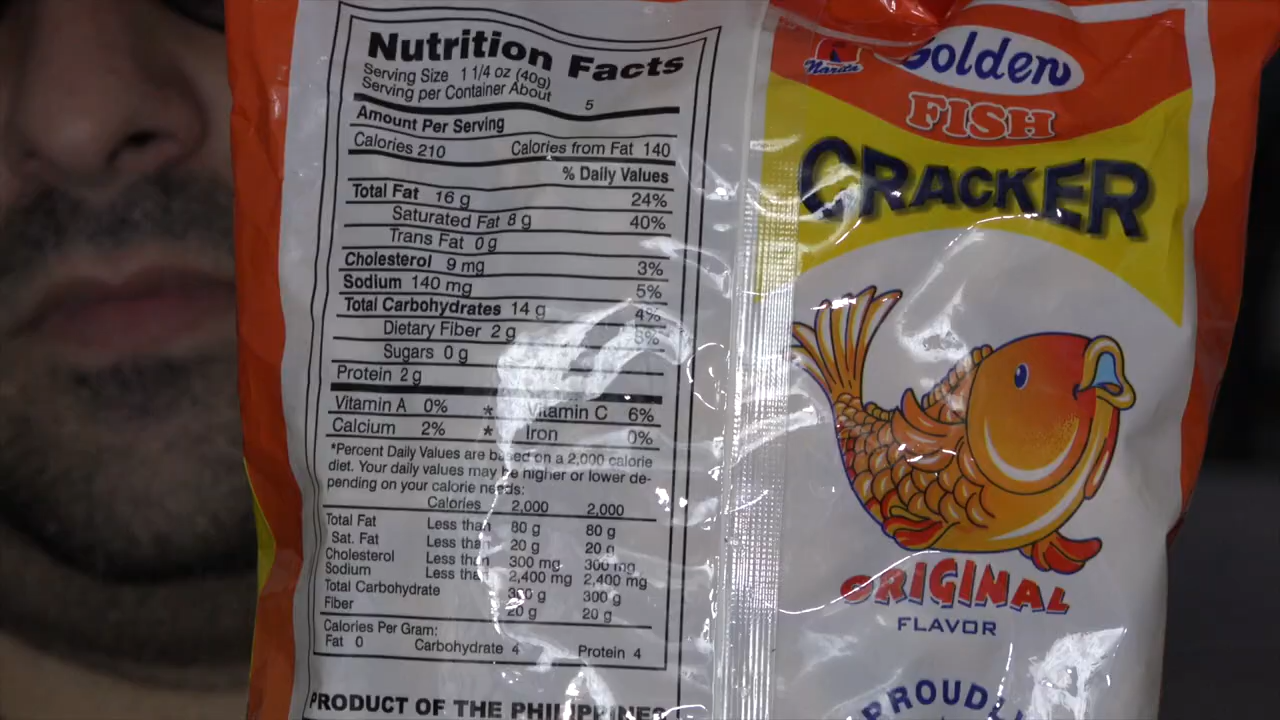 Nutrition Facts
Serving Size 1 1/4 oz (40g)
Serving per Container About 5
Amount Per Serving
Calories 210 Calories from Fat 140
% Daily Values
Total Fat 16 g 24%
Saturated Fat 8 g 40%
Trans Fat 0 g
Cholesterol 9 mg 3%
Sodium 140 mg 5%
Total Carbohydrates 14 g 4%
Dietary Fiber 2 g 8%
Sugars 0 g
Protein 2 g
Vitamin A 0% * Vitamin C 6%
Calcium 2% * Iron 0%
*Percent Daily Values are based on a 2,000 calorie
diet. Your daily values may be higher or lower de-
pending on your calorie needs:
Calories 2,000 2,000
Total Fat Less than 80 g 80 g
Sat. Fat Less than 20 g 20 g
Cholesterol Less than 300 mg 300 mg
Sodium Less than 2,400 mg 2,400 mg
Total Carbohydrate 300 g 300 g
Fiber 20 g 20 g
Calories Per Gram:
Fat 0 Carbohydrate 4 Protein 4
PRODUCT OF THE PHILIPPINES
Narita
Golden
FISH
CRACKER
ORIGINAL
FLAVOR
PROUDLY